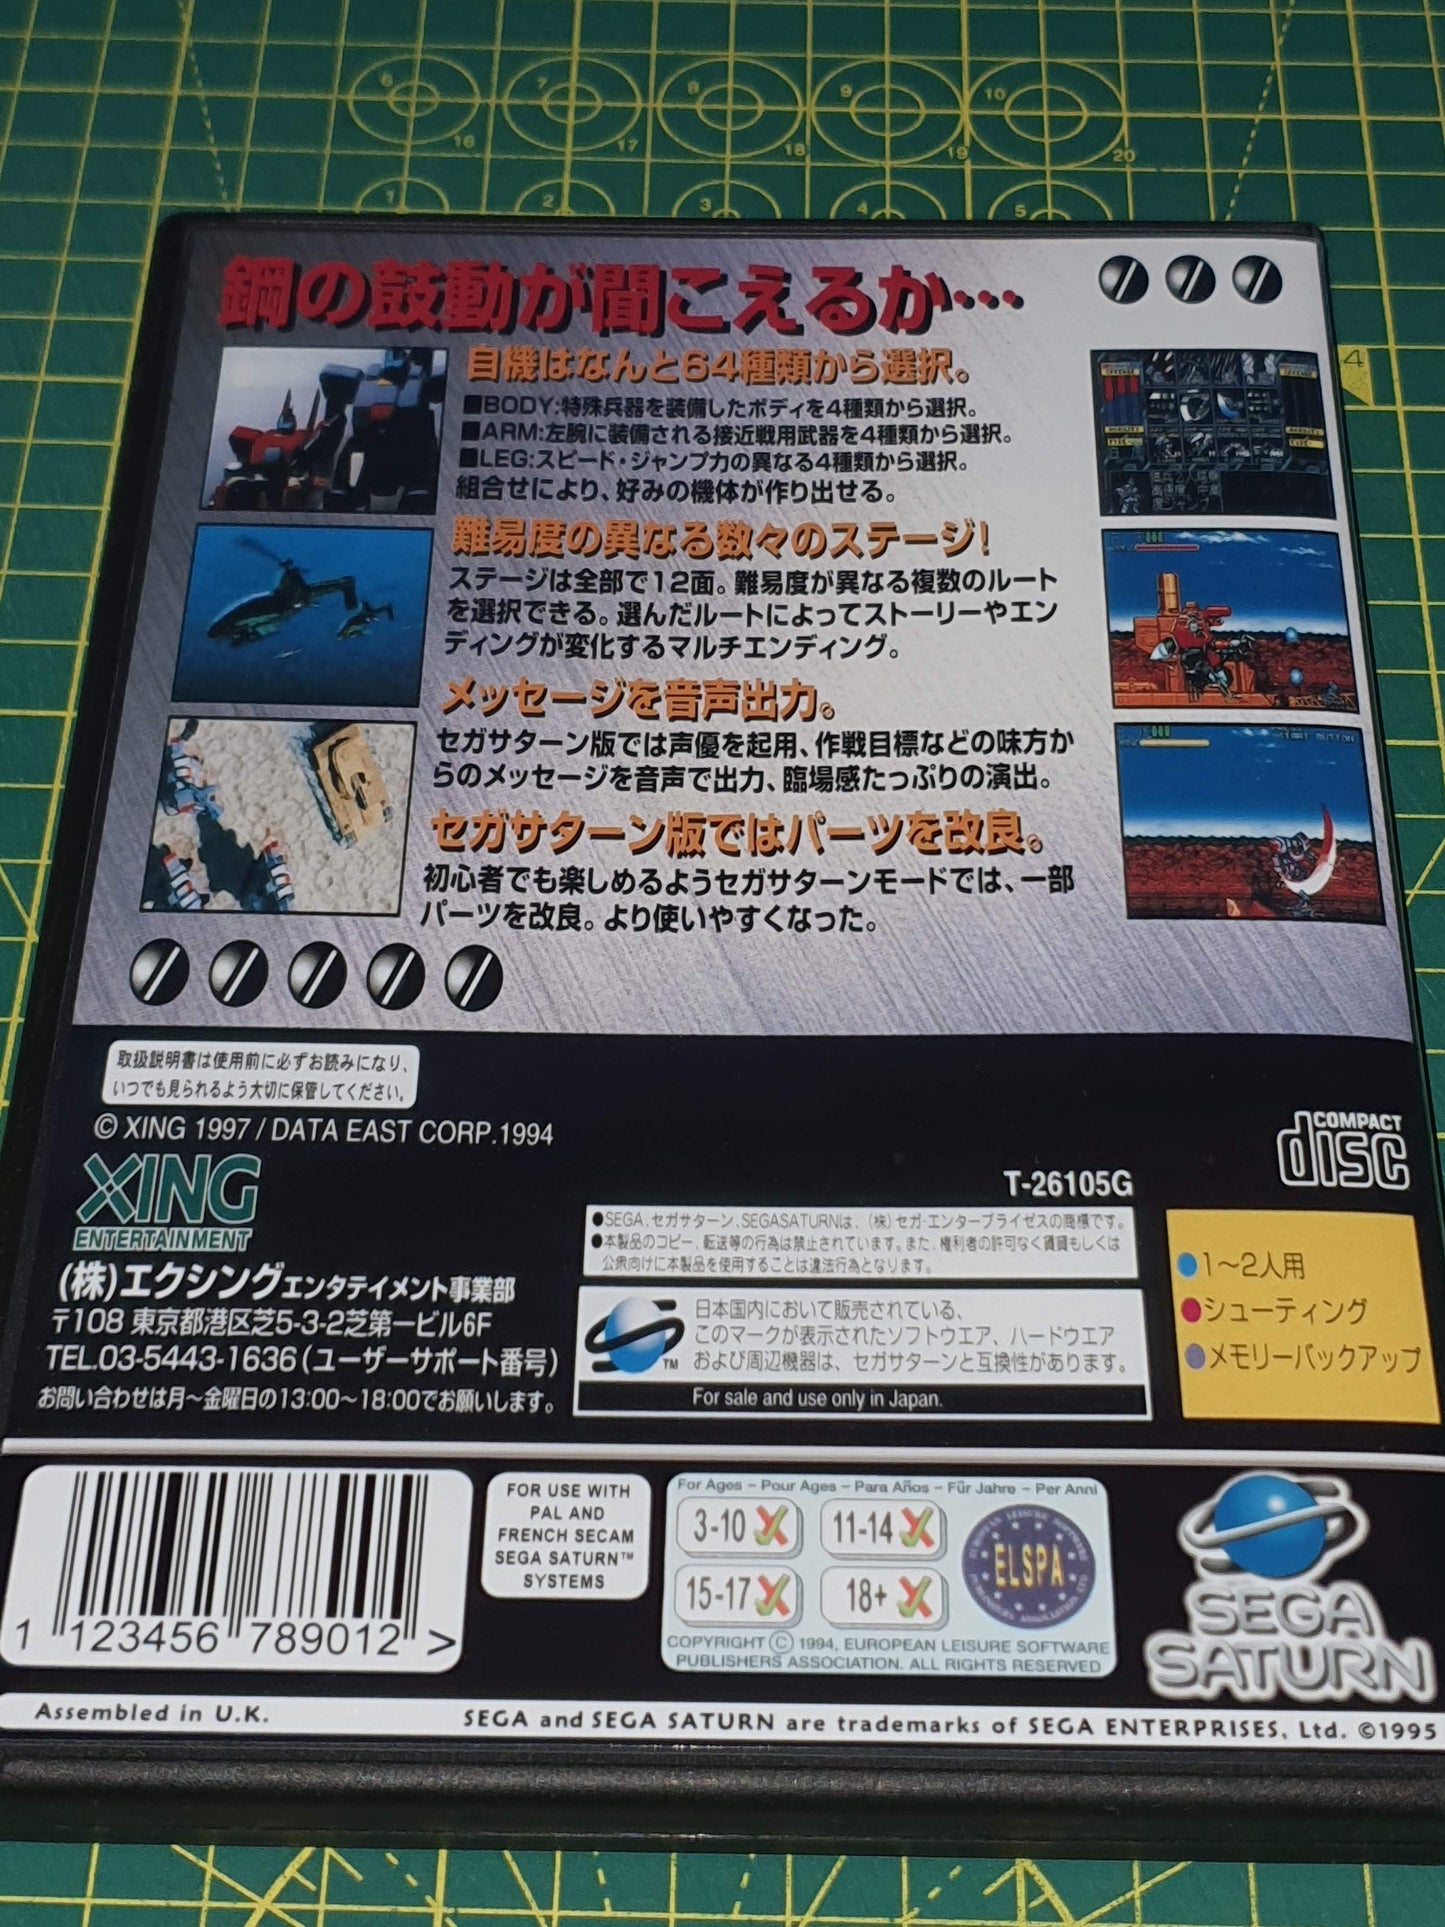 鋼の鼓動が聞こえるか…
自機はなんと64種類から選択。
■BODY:特殊兵器を装備したボディを4種類から選択。
■ARM:左腕に装備される接近戦用武器を4種類から選択。
■LEG:スピード・ジャンプ力の異なる4種類から選択。
組合せにより、好みの機体が作り出せる。
難易度の異なる数々のステージ!
ステージは全部で12面。難易度が異なる複数のルート
を選択できる。選んだルートによってストーリーやエン
ディングが変化するマルチエンディング。
メッセージを音声出力。
セガサターン版では声優を起用、作戦目標などの味方か
らのメッセージを音声で出力、臨場感たっぷりの演出。
セガサターン版ではパーツを改良。
初心者でも楽しめるようセガサターンモードでは、一部
パーツを改良。より使いやすくなった。
取扱説明書は使用前に必ずお読みになり、
いつでも見られるよう大切に保管してください。
© XING 1997 / DATA EAST CORP.1994
XING
ENTERTAINMENT
(株)エクシングエンタテイメント事業部
〒108 東京都港区芝5-3-2芝第一ビル6F
TEL.03-5443-1636(ユーザーサポート番号)
お問い合わせは月〜金曜日の13:00〜18:00でお願いします。
T-26105G
COMPACT
disc
●SEGA、セガサターン、SEGASATURNは、(株)セガ・エンタープライゼスの商標です。
●本製品のコピー、転送等の行為は禁止されています。また、権利者の許可なく賃貸もしくは
公衆向けに本製品を使用することは違法行為となります。
日本国内において販売されている、
このマークが表示されたソフトウエア、ハードウエア
および周辺機器は、セガサターンと互換性があります。
TM
For sale and use only in Japan.
●1〜2人用
●シューティング
●メモリーバックアップ
1 123456 789012 >
FOR USE WITH
PAL AND
FRENCH SECAM
SEGA SATURN™
SYSTEMS
For Ages – Pour Ages – Para Años – Für Jahre – Per Anni
3-10 11-14
15-17 18+
ELSPA
EUROPEAN LEISURE SOFTWARE PUBLISHERS ASSOCIATION LTD
COPYRIGHT © 1994, EUROPEAN LEISURE SOFTWARE
PUBLISHERS ASSOCIATION. ALL RIGHTS RESERVED
SEGA
SATURN
Assembled in U.K.
SEGA and SEGA SATURN are trademarks of SEGA ENTERPRISES, Ltd. ©1995
6 7 8 9 10
16 17 18 19 20
1 2 3 4 5
4